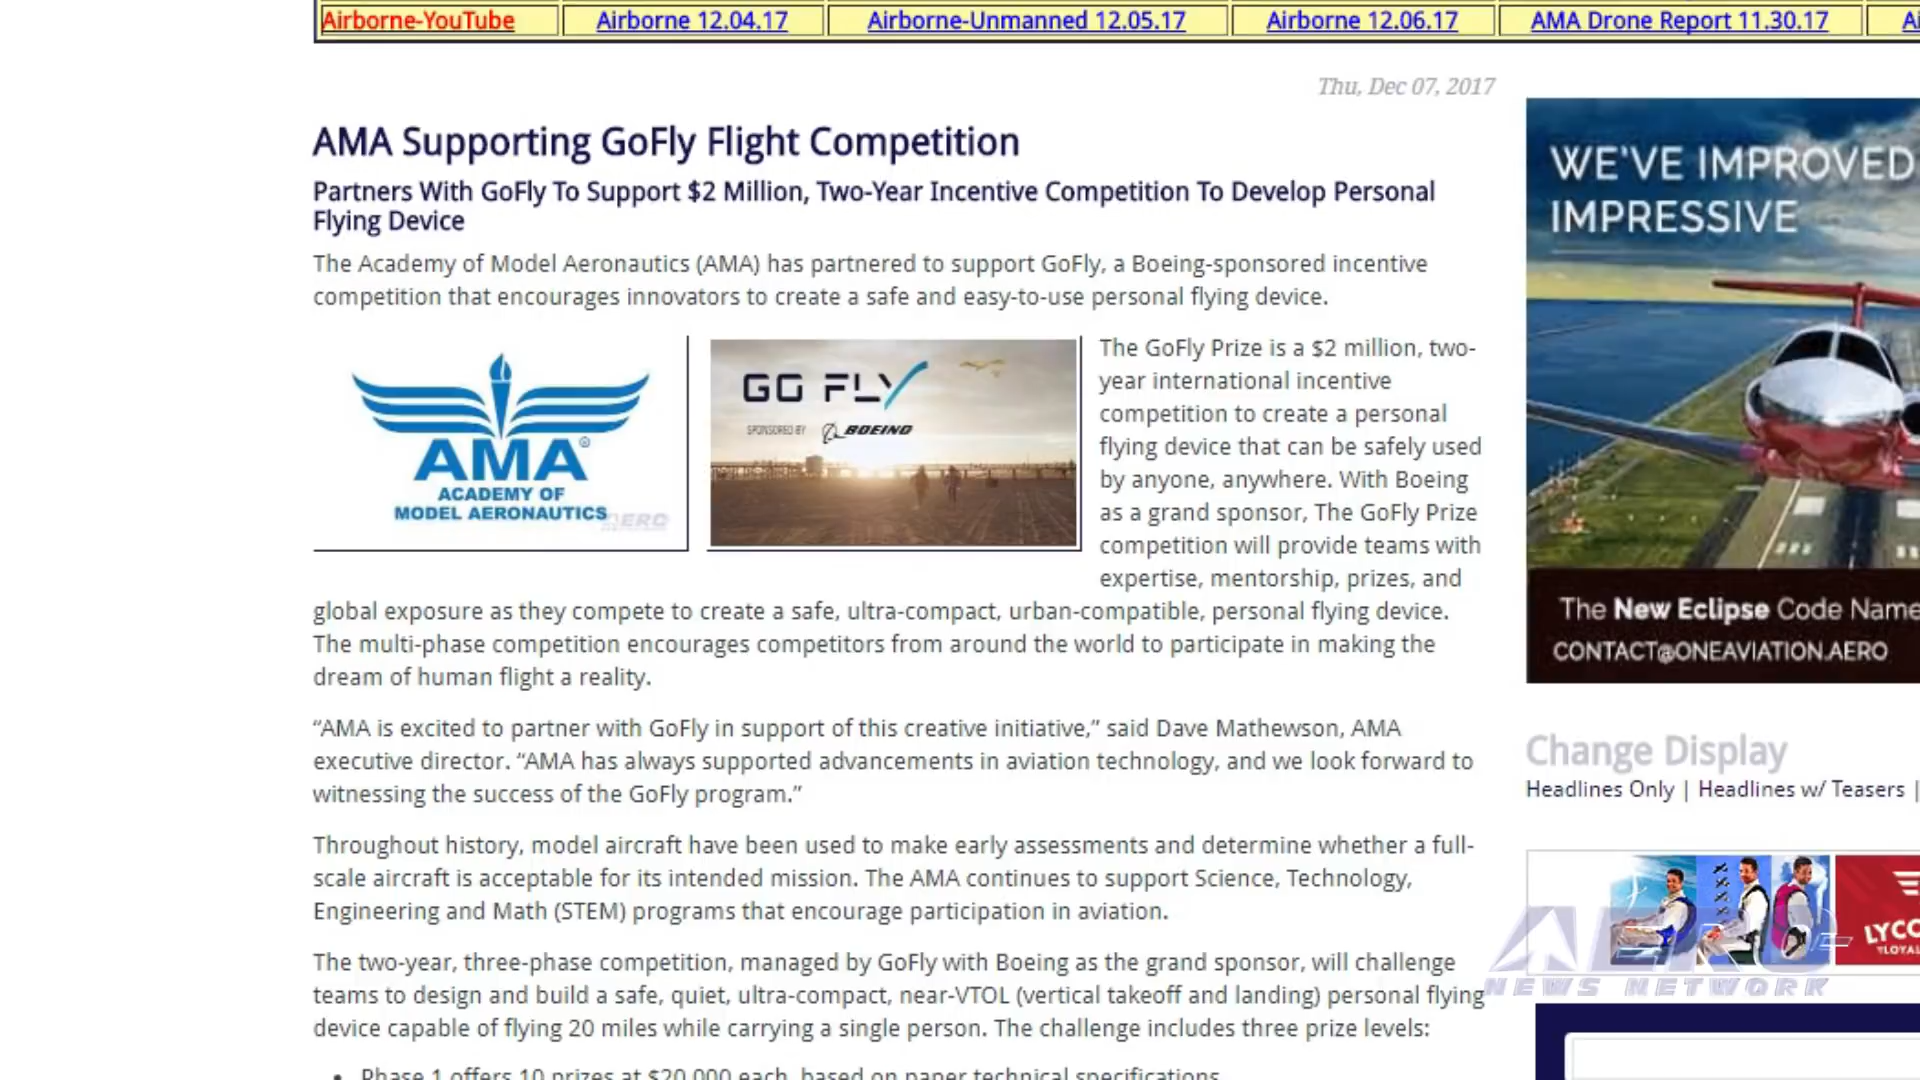 Airborne-YouTube
Airborne 12.04.17
Airborne-Unmanned 12.05.17
Airborne 12.06.17
AMA Drone Report 11.30.17
Thu, Dec 07, 2017
AMA Supporting GoFly Flight Competition
Partners With GoFly To Support $2 Million, Two-Year Incentive Competition To Develop Personal
Flying Device
The Academy of Model Aeronautics (AMA) has partnered to support GoFly, a Boeing-sponsored incentive
competition that encourages innovators to create a safe and easy-to-use personal flying device.
AMA®
ACADEMY OF
MODEL AERONAUTICS
AERO
GO FLY
SPONSORED BY BOEING
The GoFly Prize is a $2 million, two-
year international incentive
competition to create a personal
flying device that can be safely used
by anyone, anywhere. With Boeing
as a grand sponsor, The GoFly Prize
competition will provide teams with
expertise, mentorship, prizes, and
global exposure as they compete to create a safe, ultra-compact, urban-compatible, personal flying device.
The multi-phase competition encourages competitors from around the world to participate in making the
dream of human flight a reality.
“AMA is excited to partner with GoFly in support of this creative initiative,” said Dave Mathewson, AMA
executive director. “AMA has always supported advancements in aviation technology, and we look forward to
witnessing the success of the GoFly program.”
Throughout history, model aircraft have been used to make early assessments and determine whether a full-
scale aircraft is acceptable for its intended mission. The AMA continues to support Science, Technology,
Engineering and Math (STEM) programs that encourage participation in aviation.
The two-year, three-phase competition, managed by GoFly with Boeing as the grand sponsor, will challenge
teams to design and build a safe, quiet, ultra-compact, near-VTOL (vertical takeoff and landing) personal flying
device capable of flying 20 miles while carrying a single person. The challenge includes three prize levels:
• Phase 1 offers 10 prizes at $20,000 each, based on paper technical specifications.
WE'VE IMPROVED
IMPRESSIVE
The New Eclipse Code Name
CONTACT@ONEAVIATION.AERO
Change Display
Headlines Only | Headlines w/ Teasers |
LYCO
AERO
NEWS NETWORK